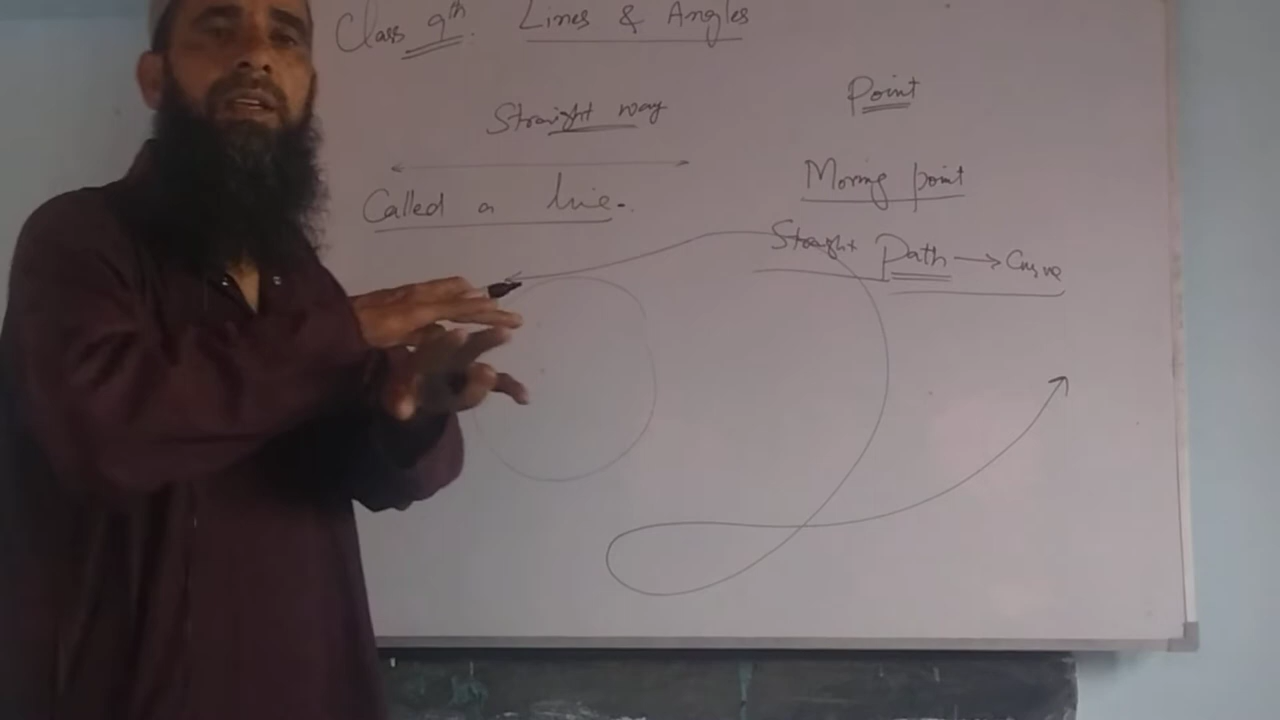 Class 9th. Lines & Angles
Straight way
Called a line.
Point
Moving point
Straight Path → Curve